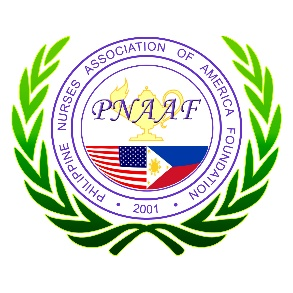 PHILIPPINE NURSES ASSOCIATION OF AMERICA FOUNDATION
PNAAF
• 2001 •